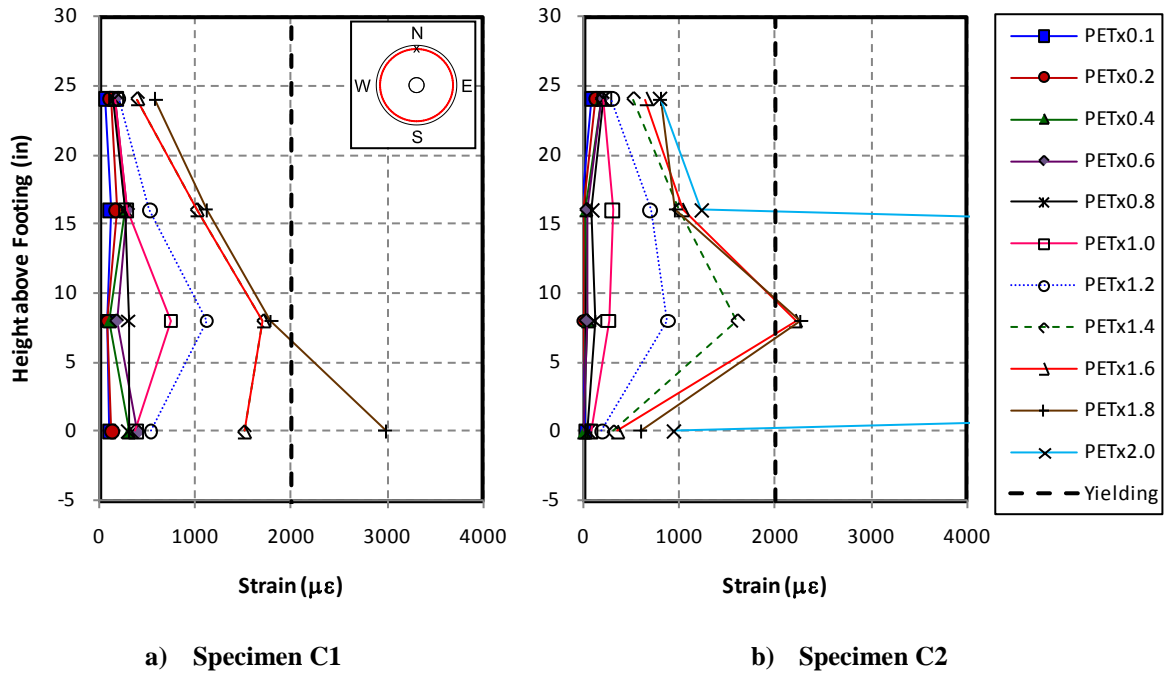 Height above Footing (in)
30
25
20
15
10
5
0
-5
0 1000 2000 3000 4000
Strain (με)
N
W E
S
30
25
20
15
10
5
0
-5
0 1000 2000 3000 4000
Strain (με)
PETx0.1
PETx0.2
PETx0.4
PETx0.6
PETx0.8
PETx1.0
PETx1.2
PETx1.4
PETx1.6
PETx1.8
PETx2.0
Yielding
a) Specimen C1
b) Specimen C2